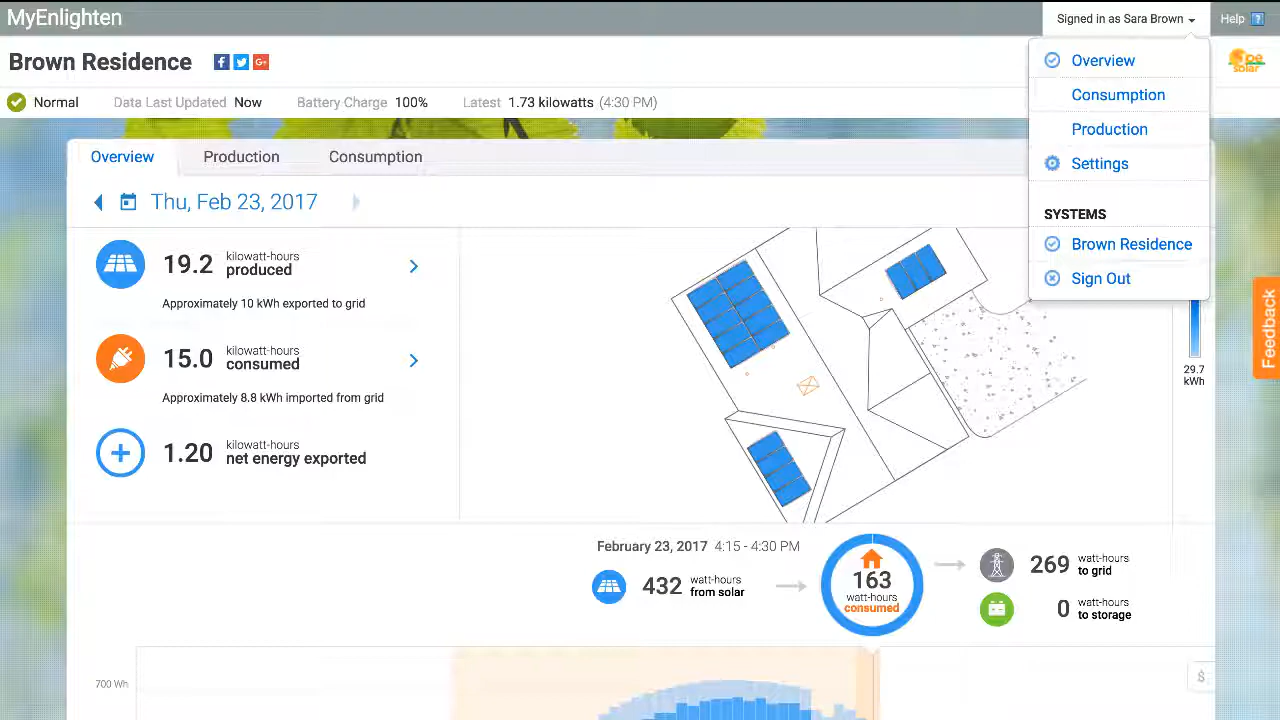 MyEnlighten
Signed in as Sara Brown
Help ?
Brown Residence
Overview
Consumption
Production
Settings
SYSTEMS
Brown Residence
Sign Out
Normal
Data Last Updated Now
Battery Charge 100%
Latest 1.73 kilowatts (4:30 PM)
Overview
Production
Consumption
Thu, Feb 23, 2017
19.2 kilowatt-hours
produced
Approximately 10 kWh exported to grid
15.0 kilowatt-hours
consumed
Approximately 8.8 kWh imported from grid
1.20 kilowatt-hours
net energy exported
29.7
kWh
Feedback
February 23, 2017 4:15 - 4:30 PM
432 watt-hours
from solar
163
watt-hours
consumed
269 watt-hours
to grid
0 watt-hours
to storage
700 Wh
$